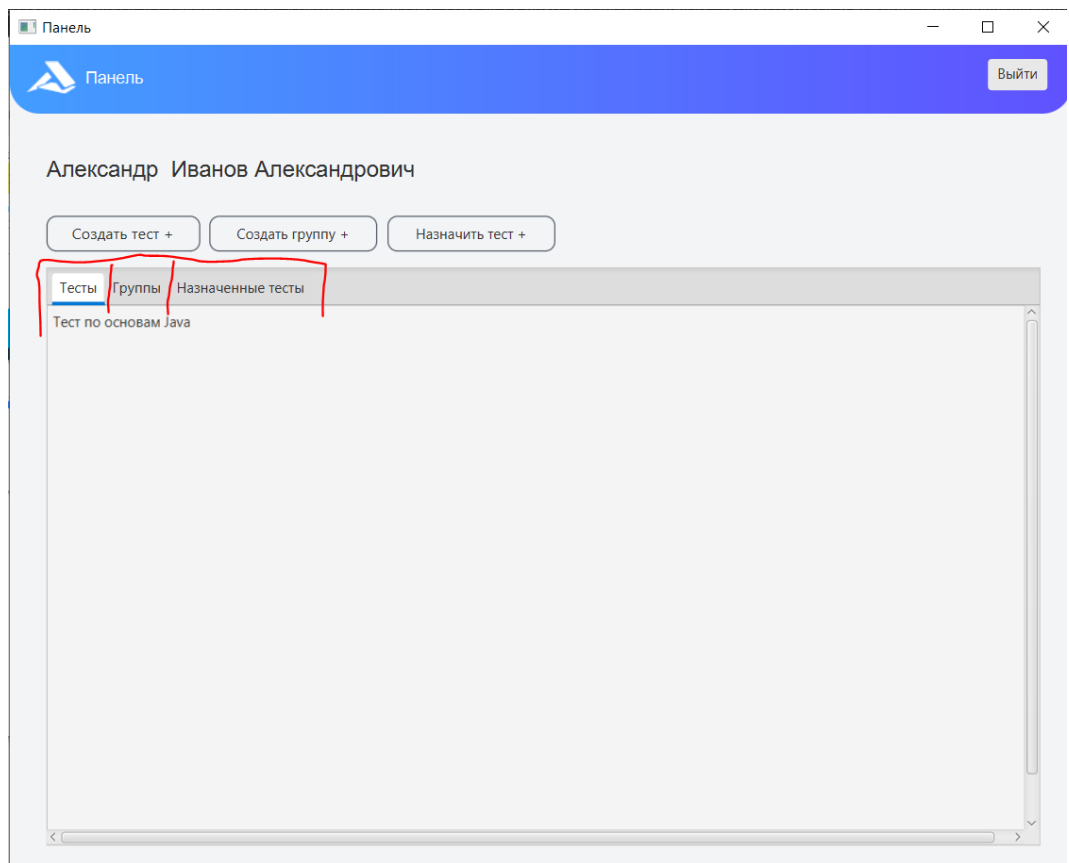 Панель
Панель
Выйти
Александр Иванов Александрович
Создать тест + Создать группу + Назначить тест +
Тесты Группы Назначенные тесты
Тест по основам Java